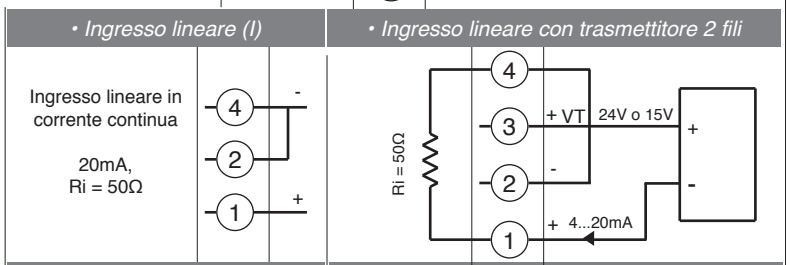 • Ingresso lineare (I)
• Ingresso lineare con trasmettitore 2 fili
Ingresso lineare in
corrente continua
20mA,
Ri = 50Ω
4
-
2
1
+
Ri = 50Ω
4
3
+ VT
24V o 15V
+
2
-
-
1
+
4...20mA